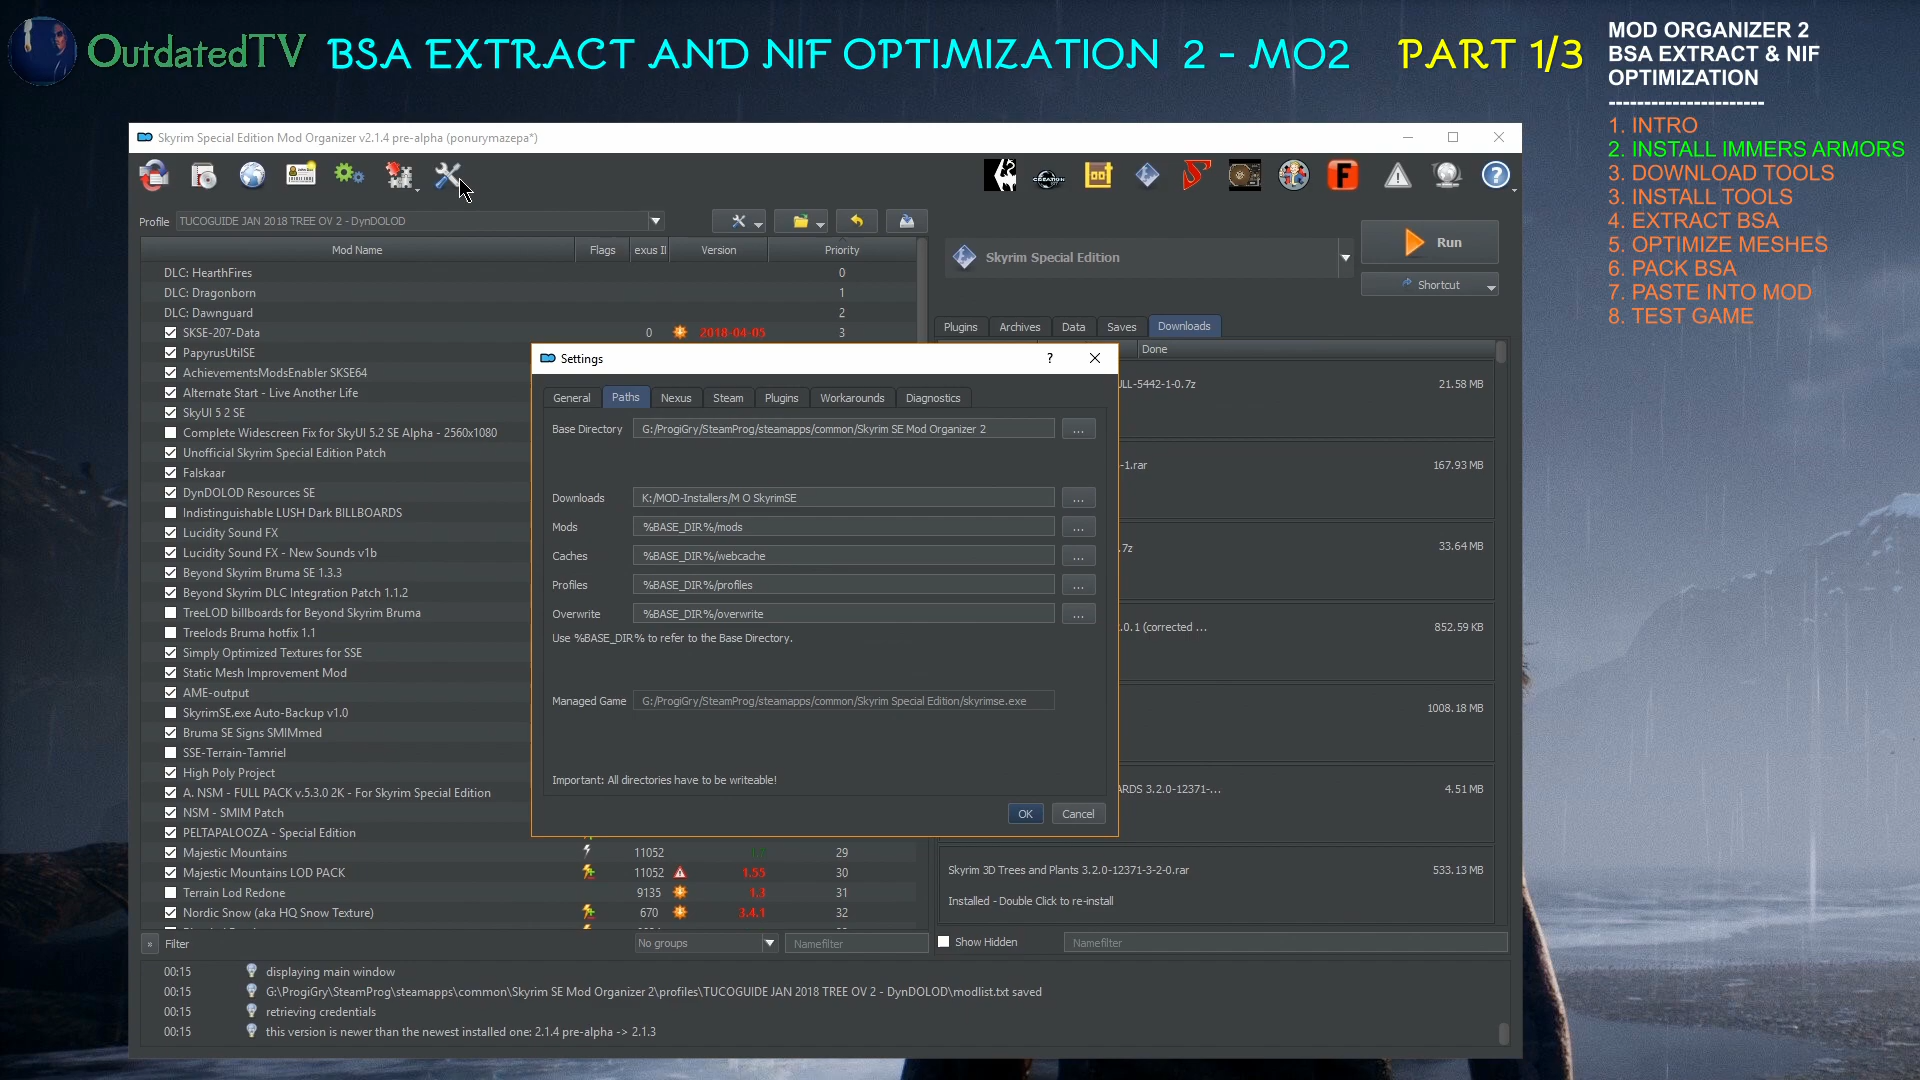 OutdatedTV
BSA EXTRACT AND NIF OPTIMIZATION 2 - MO2 PART 1/3
MOD ORGANIZER 2
BSA EXTRACT & NIF
OPTIMIZATION
----------------------
1. INTRO
2. INSTALL IMMERS ARMORS
3. DOWNLOAD TOOLS
3. INSTALL TOOLS
4. EXTRACT BSA
5. OPTIMIZE MESHES
6. PACK BSA
7. PASTE INTO MOD
8. TEST GAME
Skyrim Special Edition Mod Organizer v2.1.4 pre-alpha (ponurymazepa*)
Profile TUCOGUIDE JAN 2018 TREE OV 2 - DynDOLOD
Mod Name Flags exus II Version Priority
DLC: HearthFires 0
DLC: Dragonborn 1
DLC: Dawnguard 2
SKSE-207-Data 0 2018-04-05 3
PapyrusUtilSE
AchievementsModsEnabler SKSE64
Alternate Start - Live Another Life
SkyUI 5 2 SE
Complete Widescreen Fix for SkyUI 5.2 SE Alpha - 2560x1080
Unofficial Skyrim Special Edition Patch
Falskaar
DynDOLOD Resources SE
Indistinguishable LUSH Dark BILLBOARDS
Lucidity Sound FX
Lucidity Sound FX - New Sounds v1b
Beyond Skyrim Bruma SE 1.3.3
Beyond Skyrim DLC Integration Patch 1.1.2
TreeLOD billboards for Beyond Skyrim Bruma
Treelods Bruma hotfix 1.1
Simply Optimized Textures for SSE
Static Mesh Improvement Mod
AME-output
SkyrimSE.exe Auto-Backup v1.0
Bruma SE Signs SMIMmed
SSE-Terrain-Tamriel
High Poly Project
A. NSM - FULL PACK v.5.3.0 2K - For Skyrim Special Edition
NSM - SMIM Patch
PELTAPALOOZA - Special Edition
Majestic Mountains 11052 29
Majestic Mountains LOD PACK 11052 1.55 30
Terrain Lod Redone 9135 1.3 31
Nordic Snow (aka HQ Snow Texture) 670 3.4.1 32
» Filter No groups Namefilter
Settings ? 
General Paths Nexus Steam Plugins Workarounds Diagnostics
Base Directory G:/ProgiGry/SteamProg/steamapps/common/Skyrim SE Mod Organizer 2 ...
Downloads K:/MOD-Installers/M O SkyrimSE ...
Mods %BASE_DIR%/mods ...
Caches %BASE_DIR%/webcache ...
Profiles %BASE_DIR%/profiles ...
Overwrite %BASE_DIR%/overwrite ...
Use %BASE_DIR% to refer to the Base Directory.
Managed Game G:/ProgiGry/SteamProg/steamapps/common/Skyrim Special Edition/skyrimse.exe
Important: All directories have to be writeable!
OK Cancel
CREATION
F
?
Skyrim Special Edition
Run
Shortcut
Plugins Archives Data Saves Downloads
Done
JLL-5442-1-0.7z 21.58 MB
-1.rar 167.93 MB
.7z 33.64 MB
.0.1 (corrected ... 852.59 KB
1008.18 MB
ARDS 3.2.0-12371-... 4.51 MB
Skyrim 3D Trees and Plants 3.2.0-12371-3-2-0.rar 533.13 MB
Installed - Double Click to re-install
Show Hidden Namefilter
00:15 displaying main window
00:15 G:\ProgiGry\SteamProg\steamapps\common\Skyrim SE Mod Organizer 2\profiles\TUCOGUIDE JAN 2018 TREE OV 2 - DynDOLOD\modlist.txt saved
00:15 retrieving credentials
00:15 this version is newer than the newest installed one: 2.1.4 pre-alpha -> 2.1.3